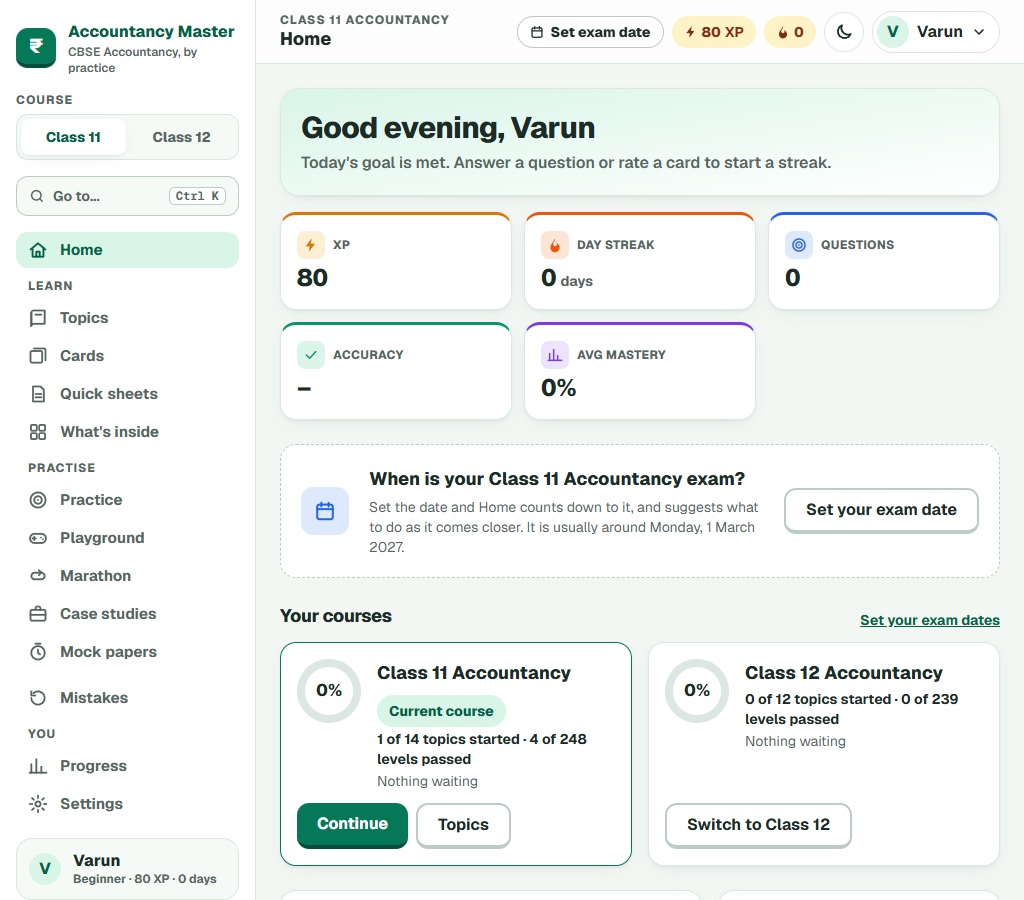 ₹
Accountancy Master
CBSE Accountancy, by
practice
COURSE
Class 11
Class 12
Go to...
Ctrl K
Home
LEARN
Topics
Cards
Quick sheets
What's inside
PRACTISE
Practice
Playground
Marathon
Case studies
Mock papers
Mistakes
YOU
Progress
Settings
V
Varun
Beginner · 80 XP · 0 days
CLASS 11 ACCOUNTANCY
Home
Set exam date
80 XP
0
V
Varun
Good evening, Varun
Today's goal is met. Answer a question or rate a card to start a streak.
XP
80
DAY STREAK
0 days
QUESTIONS
0
ACCURACY
–
AVG MASTERY
0%
When is your Class 11 Accountancy exam?
Set the date and Home counts down to it, and suggests what
to do as it comes closer. It is usually around Monday, 1 March
2027.
Set your exam date
Your courses
Set your exam dates
0%
Class 11 Accountancy
Current course
1 of 14 topics started · 4 of 248
levels passed
Nothing waiting
Continue
Topics
0%
Class 12 Accountancy
0 of 12 topics started · 0 of 239
levels passed
Nothing waiting
Switch to Class 12